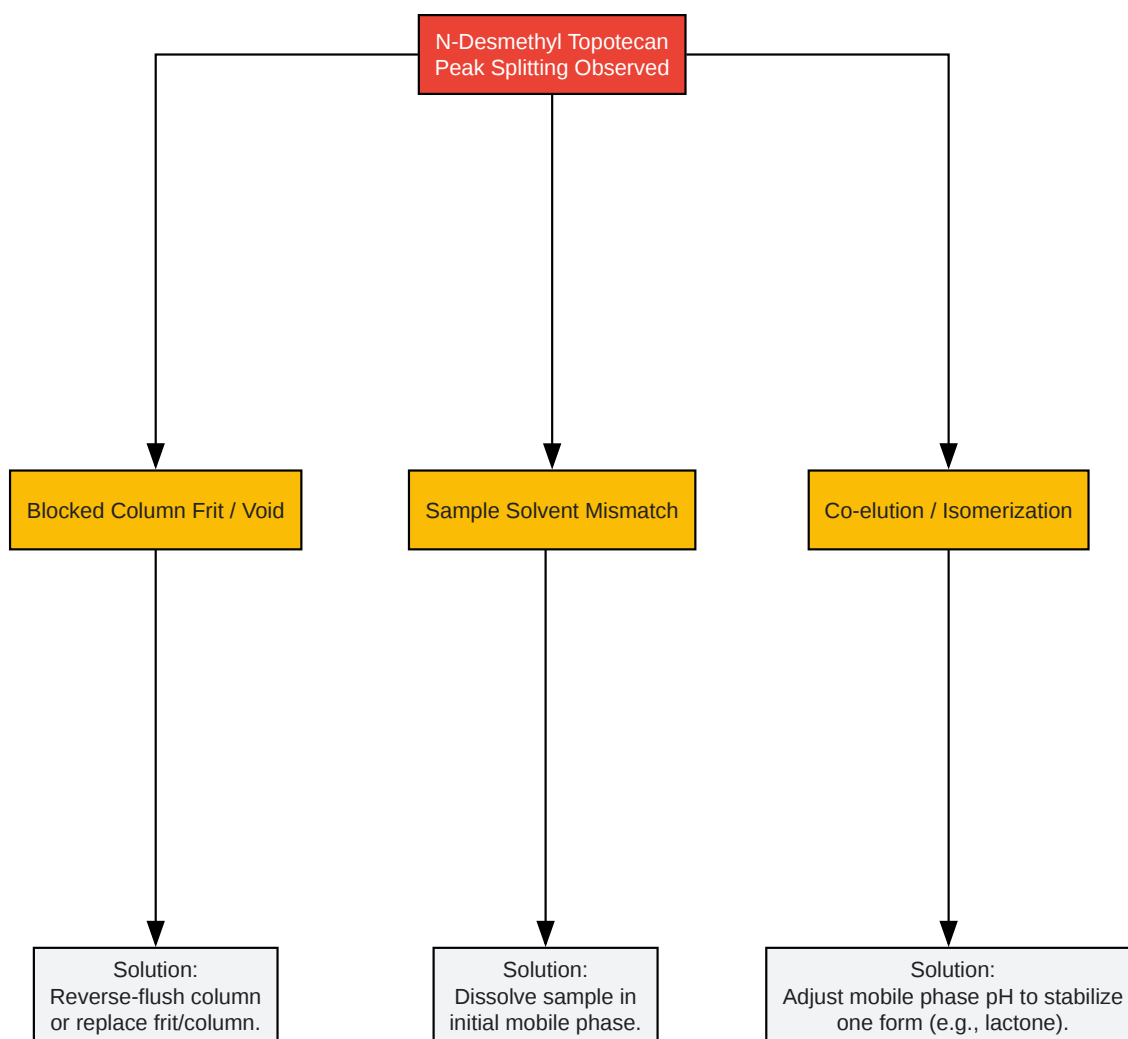 N-Desmethyl Topotecan
Peak Splitting Observed
Blocked Column Frit / Void
Sample Solvent Mismatch
Co-elution / Isomerization
Solution:
Reverse-flush column
or replace frit/column.
Solution:
Dissolve sample in
initial mobile phase.
Solution:
Adjust mobile phase pH to stabilize
one form (e.g., lactone).